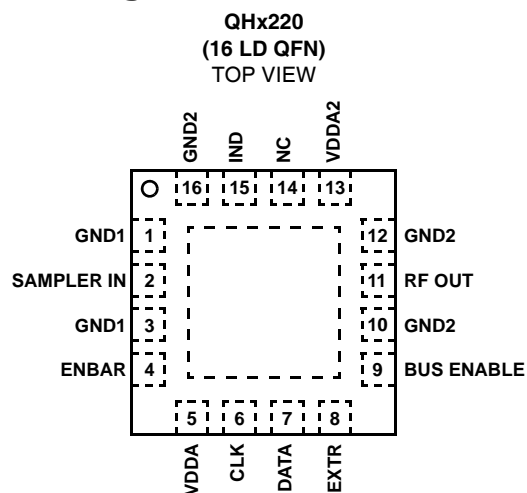 QHx220
(16 LD QFN)
TOP VIEW
GND2
IND
NC
VDDA2
16
15
14
13
GND1 1
12 GND2
SAMPLER IN 2
11 RF OUT
GND1 3
10 GND2
ENBAR 4
9 BUS ENABLE
5
6
7
8
VDDA
CLK
DATA
EXTR